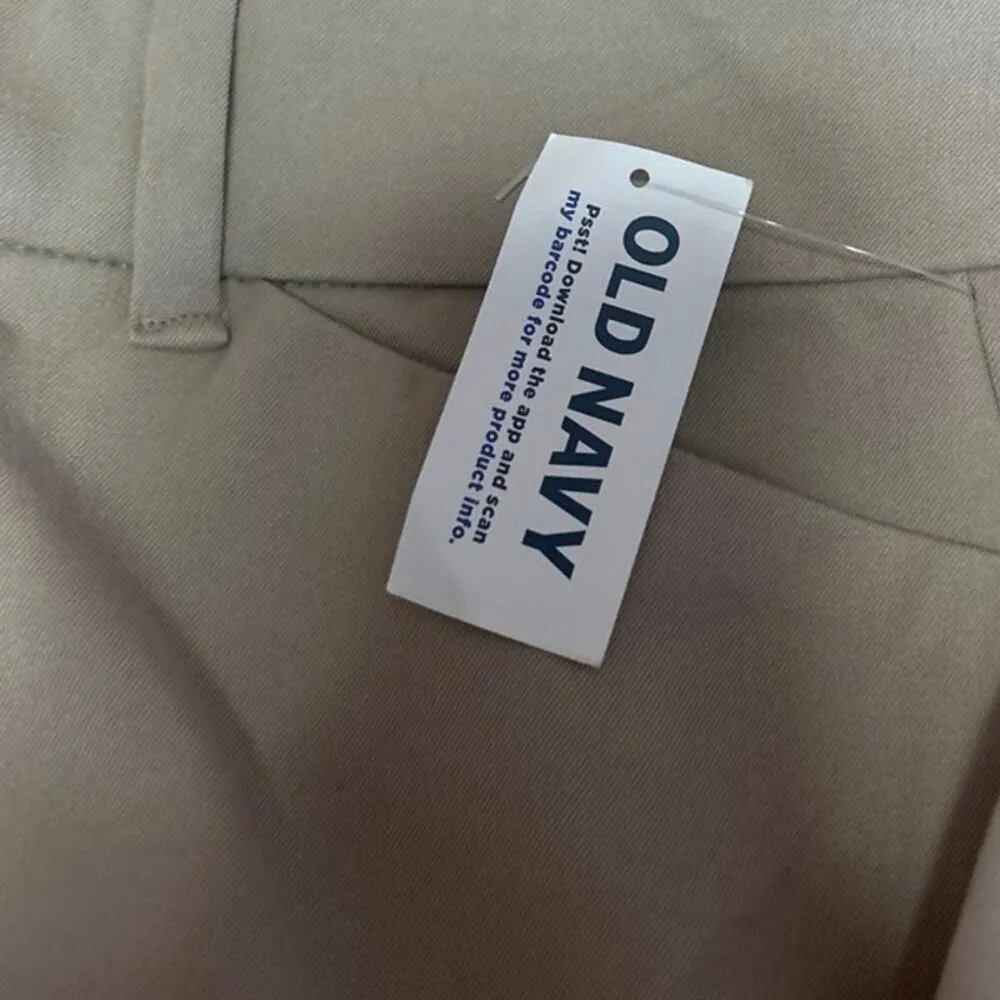 OLD NAVY
Psst! Download the app and scan
my barcode for more product info.